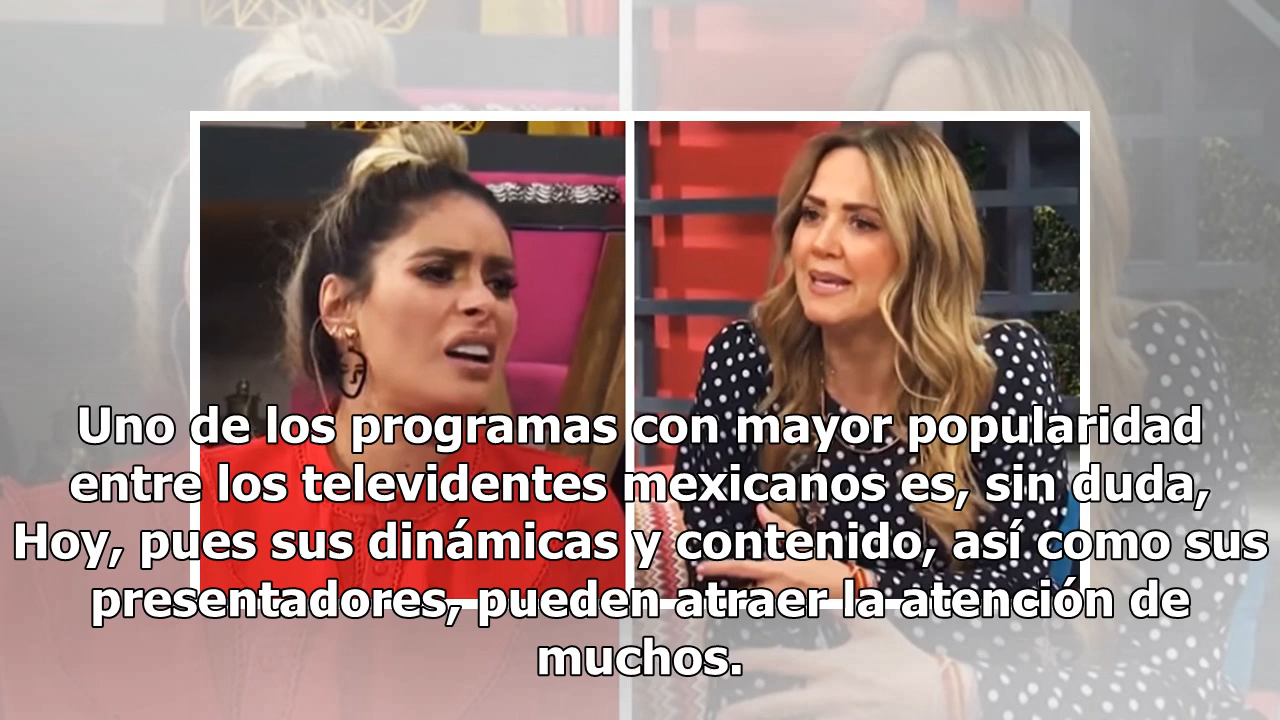 Uno de los programas con mayor popularidad
entre los televidentes mexicanos es, sin duda,
Hoy, pues sus dinámicas y contenido, así como sus
presentadores, pueden atraer la atención de
muchos.